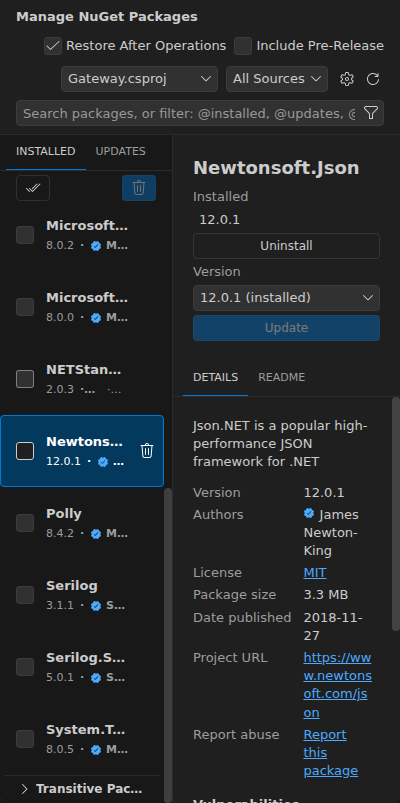 Manage NuGet Packages
Restore After Operations
Include Pre-Release
Gateway.csproj
All Sources
Search packages, or filter: @installed, @updates, @
INSTALLED
UPDATES
Microsoft...
8.0.2 · M...
Microsoft...
8.0.0 · M...
NETStan...
2.0.3 ·... ·...
Newtons...
12.0.1 · ...
Polly
8.4.2 · M...
Serilog
3.1.1 · S...
Serilog.S...
5.0.1 · S...
System.T...
8.0.5 · M...
Transitive Pac...
Newtonsoft.Json
Installed
12.0.1
Uninstall
Version
12.0.1 (installed)
Update
DETAILS
README
Json.NET is a popular high-
performance JSON
framework for .NET
Version 12.0.1
Authors James
Newton-
King
License MIT
Package size 3.3 MB
Date published 2018-11-
27
Project URL https://ww
w.newtons
oft.com/js
on
Report abuse Report
this
package